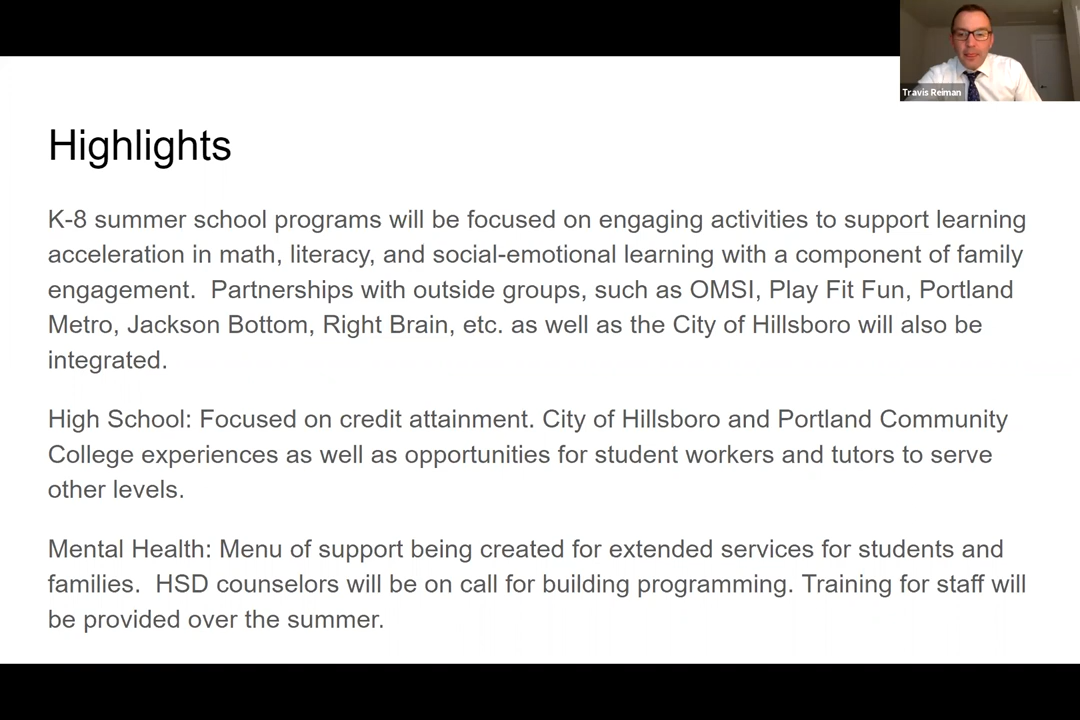 Travis Reiman
Highlights
K-8 summer school programs will be focused on engaging activities to support learning
acceleration in math, literacy, and social-emotional learning with a component of family
engagement.  Partnerships with outside groups, such as OMSI, Play Fit Fun, Portland
Metro, Jackson Bottom, Right Brain, etc. as well as the City of Hillsboro will also be
integrated.
High School: Focused on credit attainment. City of Hillsboro and Portland Community
College experiences as well as opportunities for student workers and tutors to serve
other levels.
Mental Health: Menu of support being created for extended services for students and
families.  HSD counselors will be on call for building programming. Training for staff will
be provided over the summer.